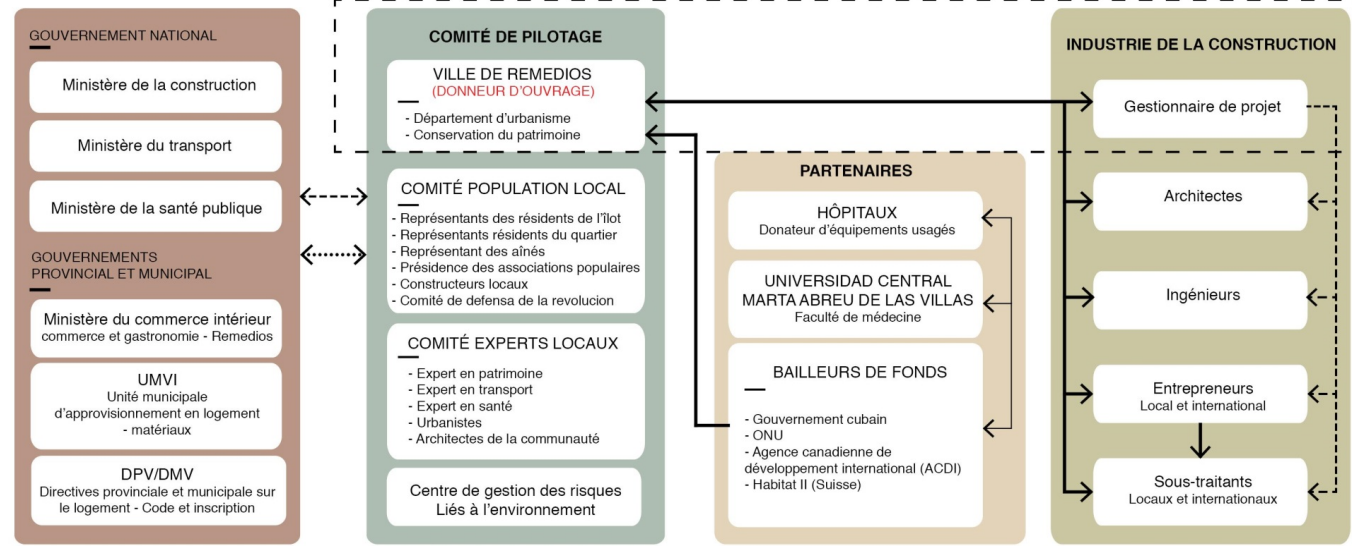 GOUVERNEMENT NATIONAL
Ministère de la construction
Ministère du transport
Ministère de la santé publique
GOUVERNEMENTS
PROVINCIAL ET MUNICIPAL
Ministère du commerce intérieur
commerce et gastronomie - Remedios
UMVI
Unité municipale
d'approvisionnement en logement
- matériaux
DPV/DMV
Directives provinciale et municipale sur
le logement - Code et inscription
COMITÉ DE PILOTAGE
VILLE DE REMEDIOS
(DONNEUR D'OUVRAGE)
- Département d'urbanisme
- Conservation du patrimoine
COMITÉ POPULATION LOCAL
- Représentants des résidents de l'îlot
- Représentants résidents du quartier
- Représentant des aînés
- Présidence des associations populaires
- Constructeurs locaux
- Comité de defensa de la revolucion
COMITÉ EXPERTS LOCAUX
- Expert en patrimoine
- Expert en transport
- Expert en santé
- Urbanistes
- Architectes de la communauté
Centre de gestion des risques
Liés à l'environnement
PARTENAIRES
HÔPITAUX
Donateur d'équipements usagés
UNIVERSIDAD CENTRAL
MARTA ABREU DE LAS VILLAS
Faculté de médecine
BAILLEURS DE FONDS
- Gouvernement cubain
- ONU
- Agence canadienne de
développement international (ACDI)
- Habitat II (Suisse)
INDUSTRIE DE LA CONSTRUCTION
Gestionnaire de projet
Architectes
Ingénieurs
Entrepreneurs
Local et international
Sous-traitants
Locaux et internationaux